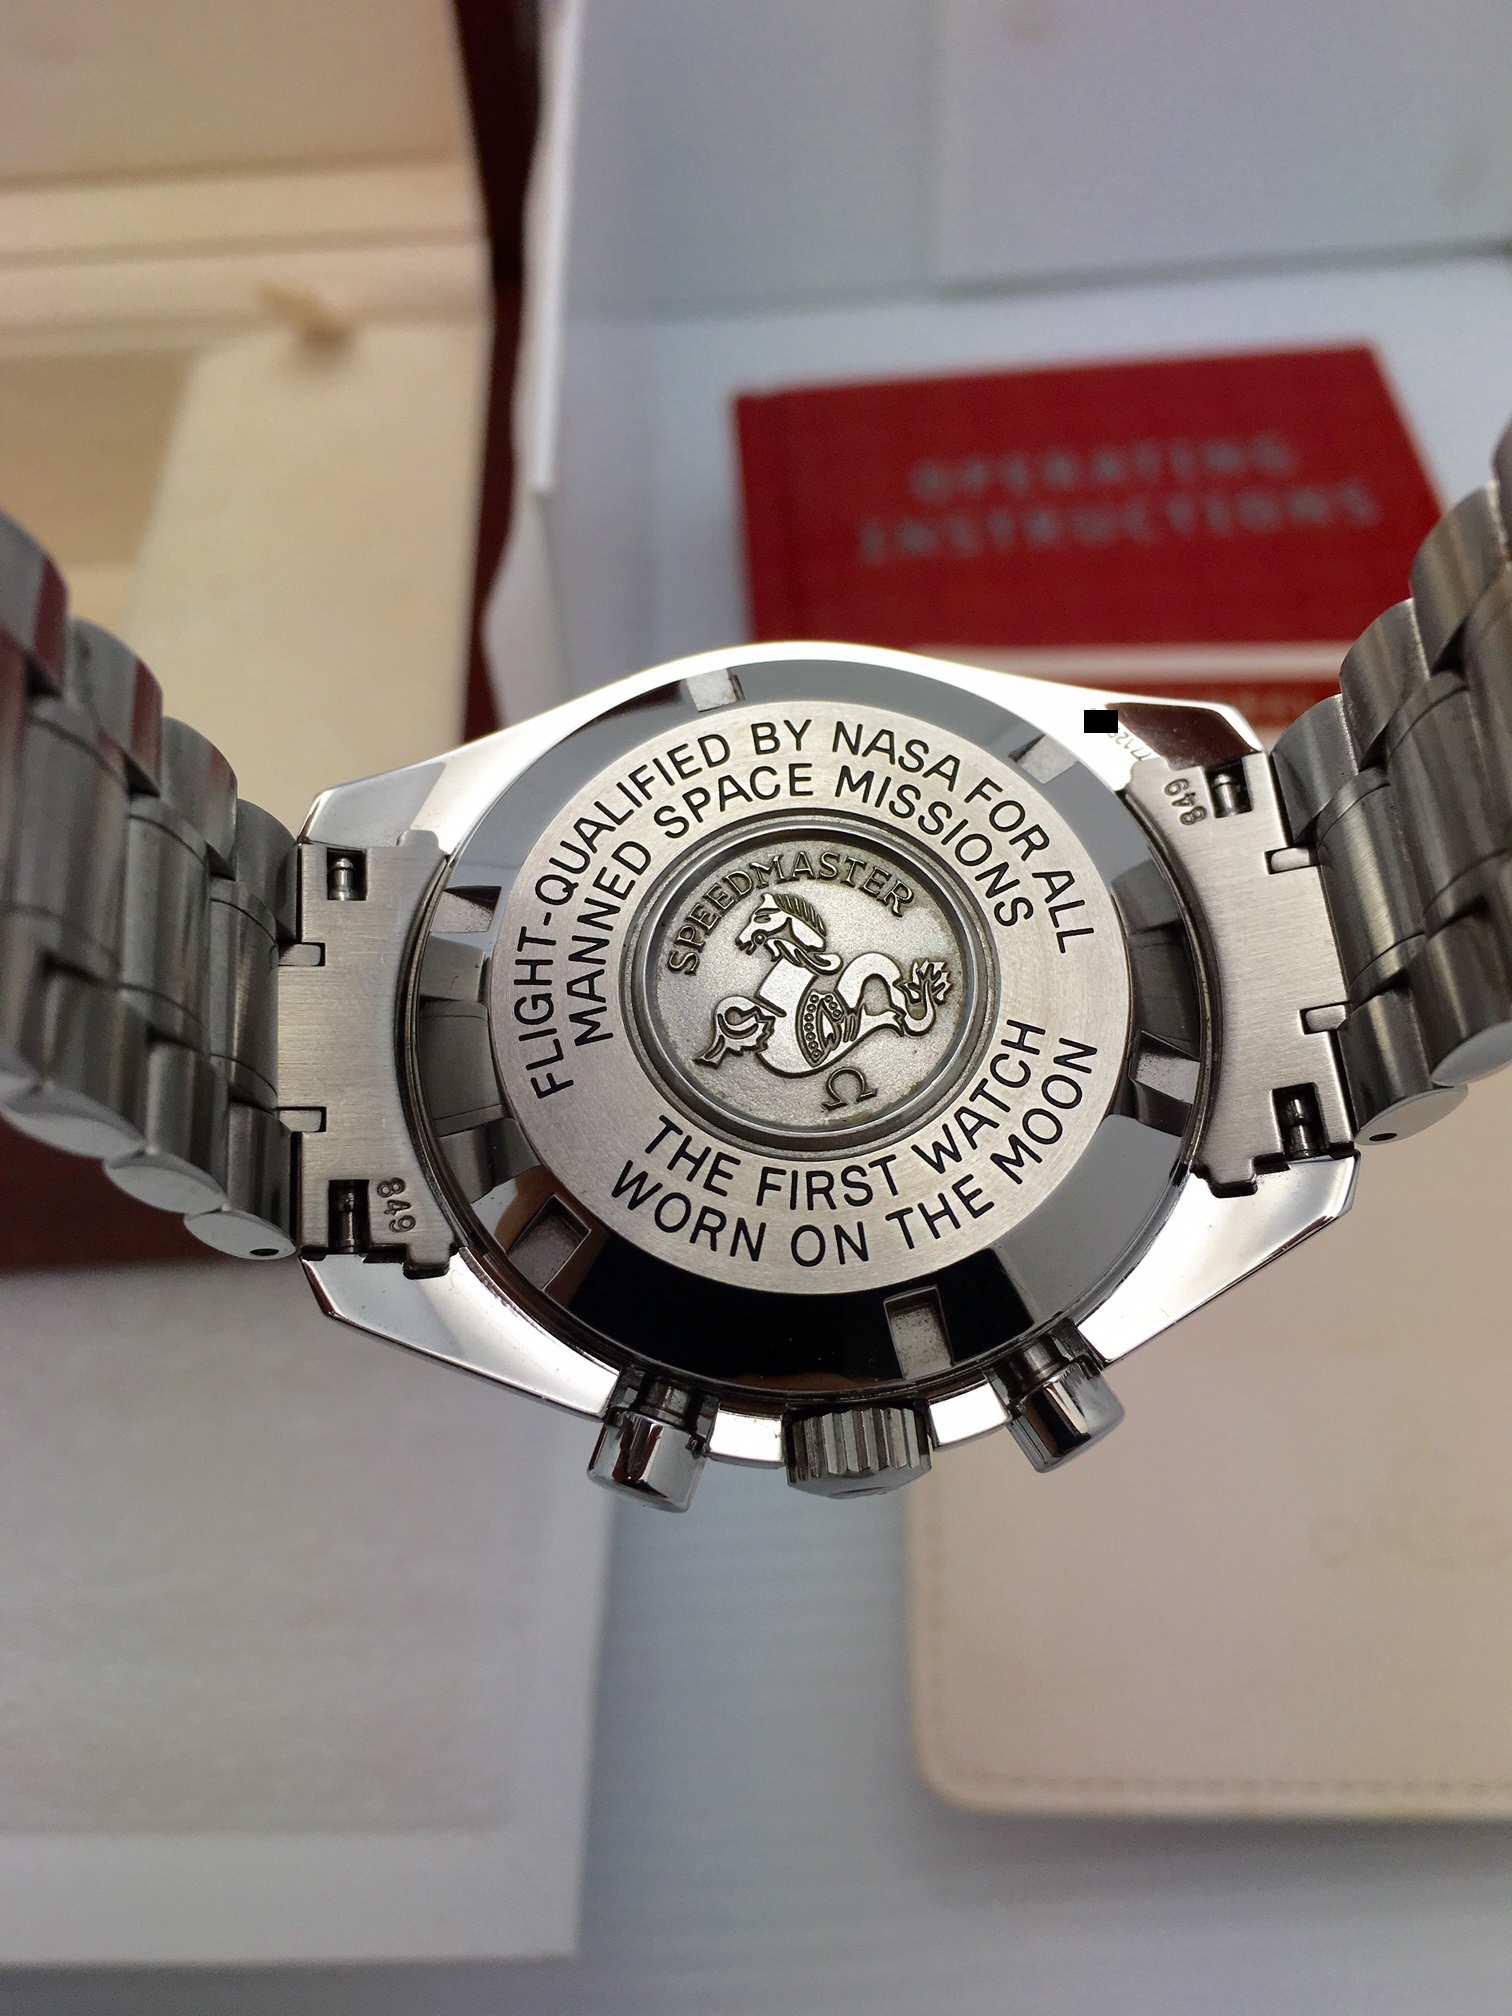 OPERATING
INSTRUCTIONS
FLIGHT-QUALIFIED BY NASA FOR ALL
MANNED SPACE MISSIONS
SPEEDMASTER
Ω
THE FIRST WATCH
WORN ON THE MOON
849
849